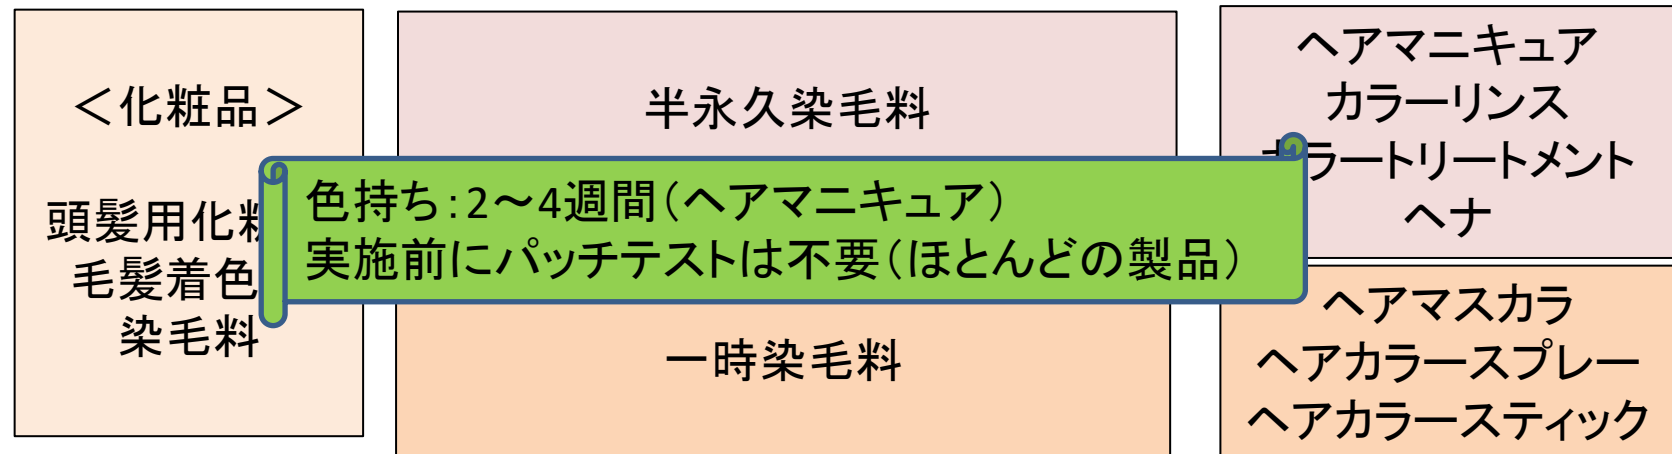 <化粧品>
頭髪用化粧
毛髪着色
染毛料
半永久染毛料
色持ち:2~4週間(ヘアマニキュア)
実施前にパッチテストは不要(ほとんどの製品)
一時染毛料
ヘアマニキュア
カラーリンス
カラートリートメント
ヘナ
ヘアマスカラ
ヘアカラースプレー
ヘアカラースティック